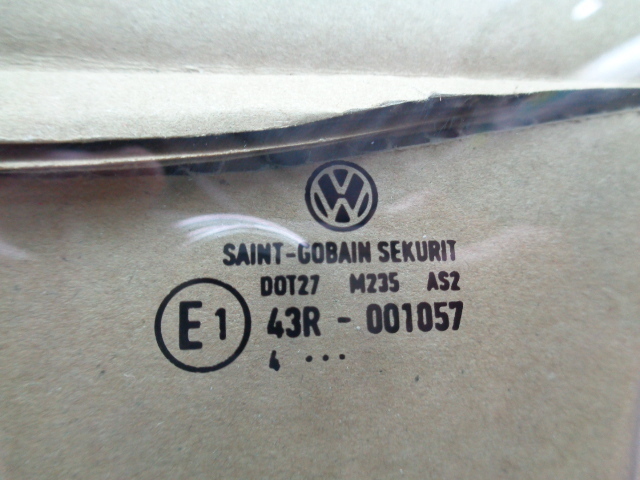 SAINT-GOBAIN SEKURIT
DOT27 M235 AS2
E1 43R - 001057
4 ...